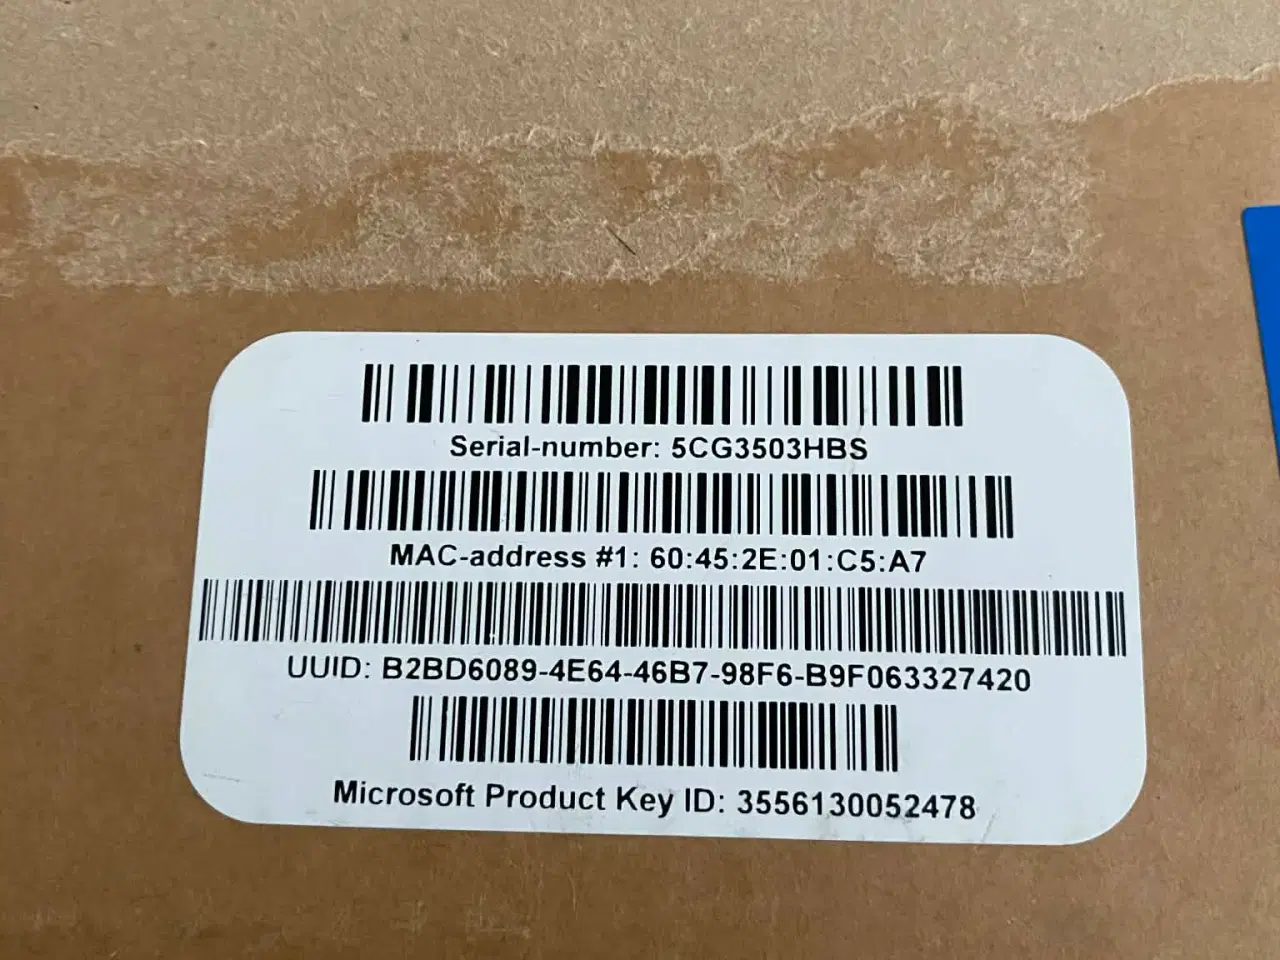 Serial-number: 5CG3503HBS
MAC-address #1: 60:45:2E:01:C5:A7
UUID: B2BD6089-4E64-46B7-98F6-B9F063327420
Microsoft Product Key ID: 3556130052478